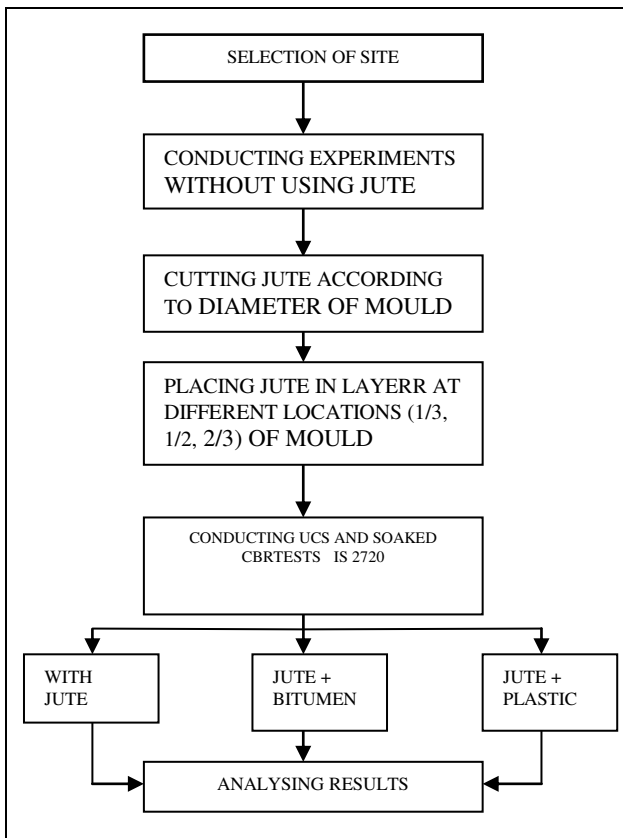 SELECTION OF SITE
CONDUCTING EXPERIMENTS
WITHOUT USING JUTE
CUTTING JUTE ACCORDING
TO DIAMETER OF MOULD
PLACING JUTE IN LAYERR AT
DIFFERENT LOCATIONS (1/3,
1/2, 2/3) OF MOULD
CONDUCTING UCS AND SOAKED
CBRTESTS IS 2720
WITH
JUTE
JUTE +
BITUMEN
JUTE +
PLASTIC
ANALYSING RESULTS